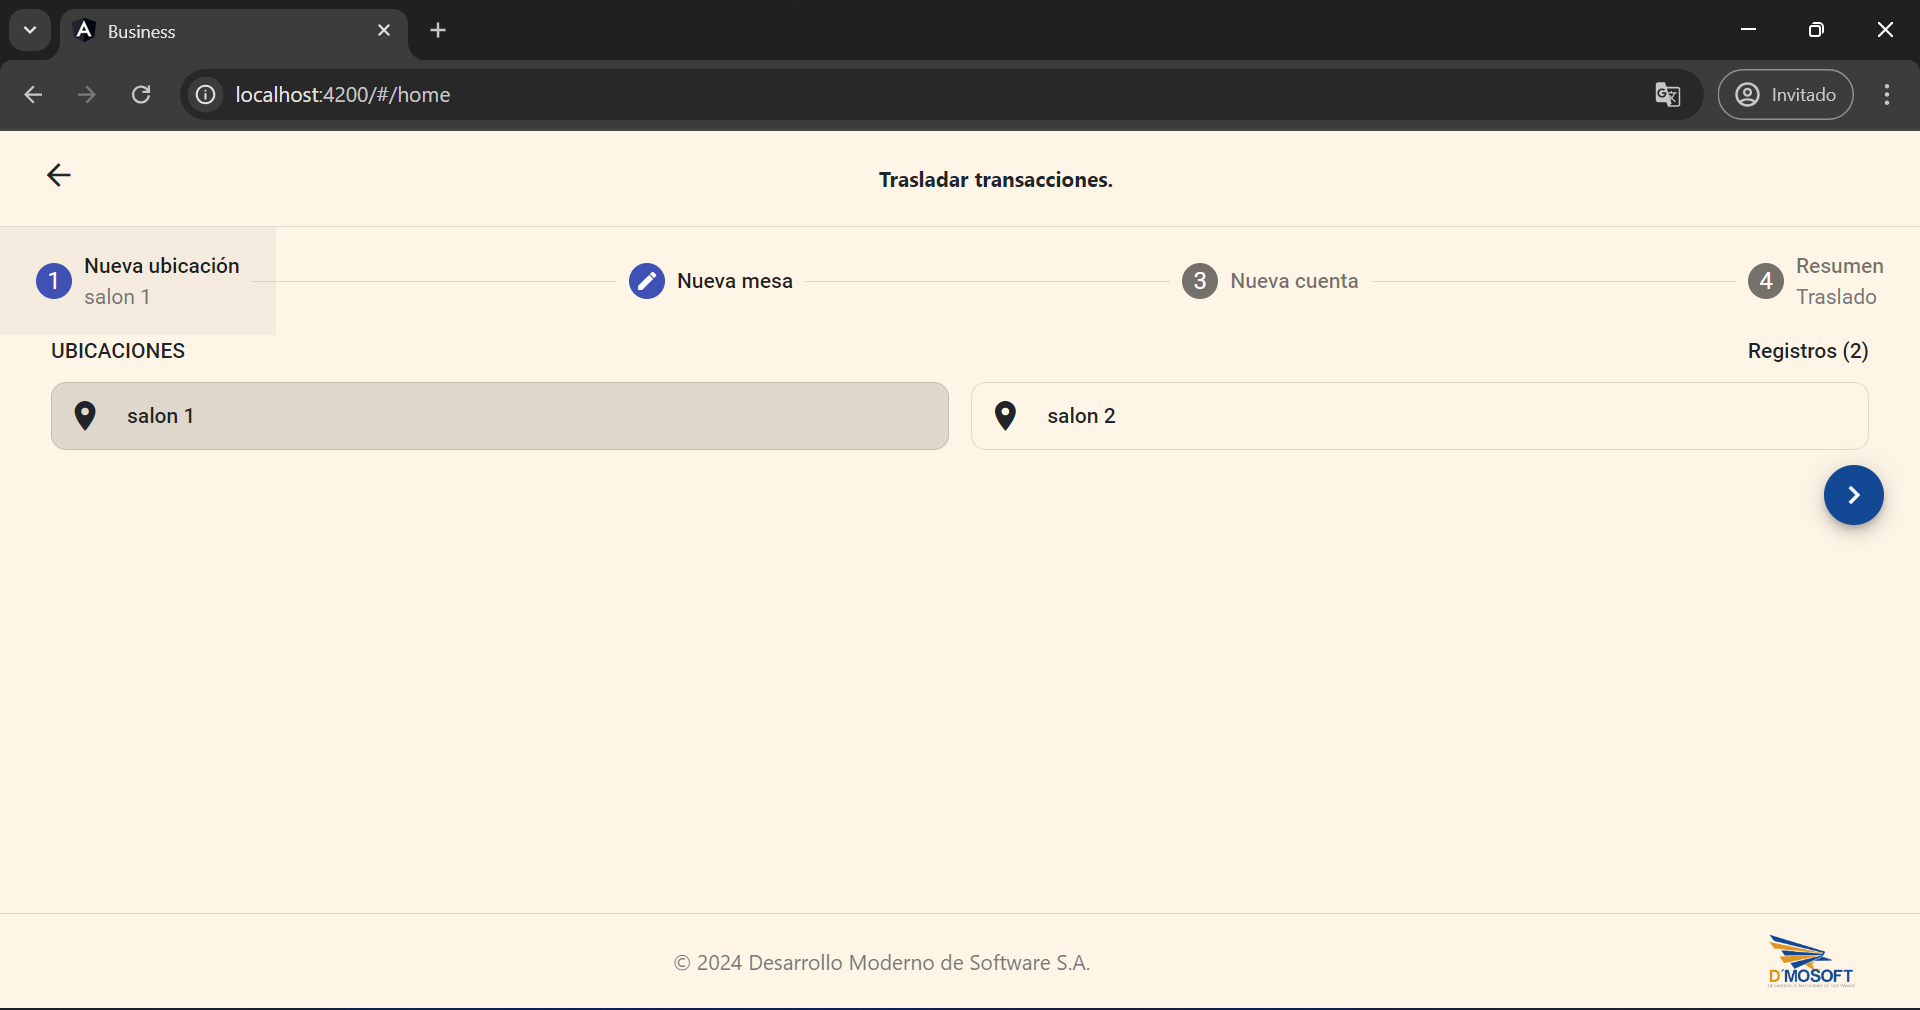 Business
localhost:4200/#/home
Invitado
Trasladar transacciones.
1
Nueva ubicación
salon 1
Nueva mesa
3
Nueva cuenta
4
Resumen
Traslado
UBICACIONES
Registros (2)
salon 1
salon 2
© 2024 Desarrollo Moderno de Software S.A.
D'MOSOFT